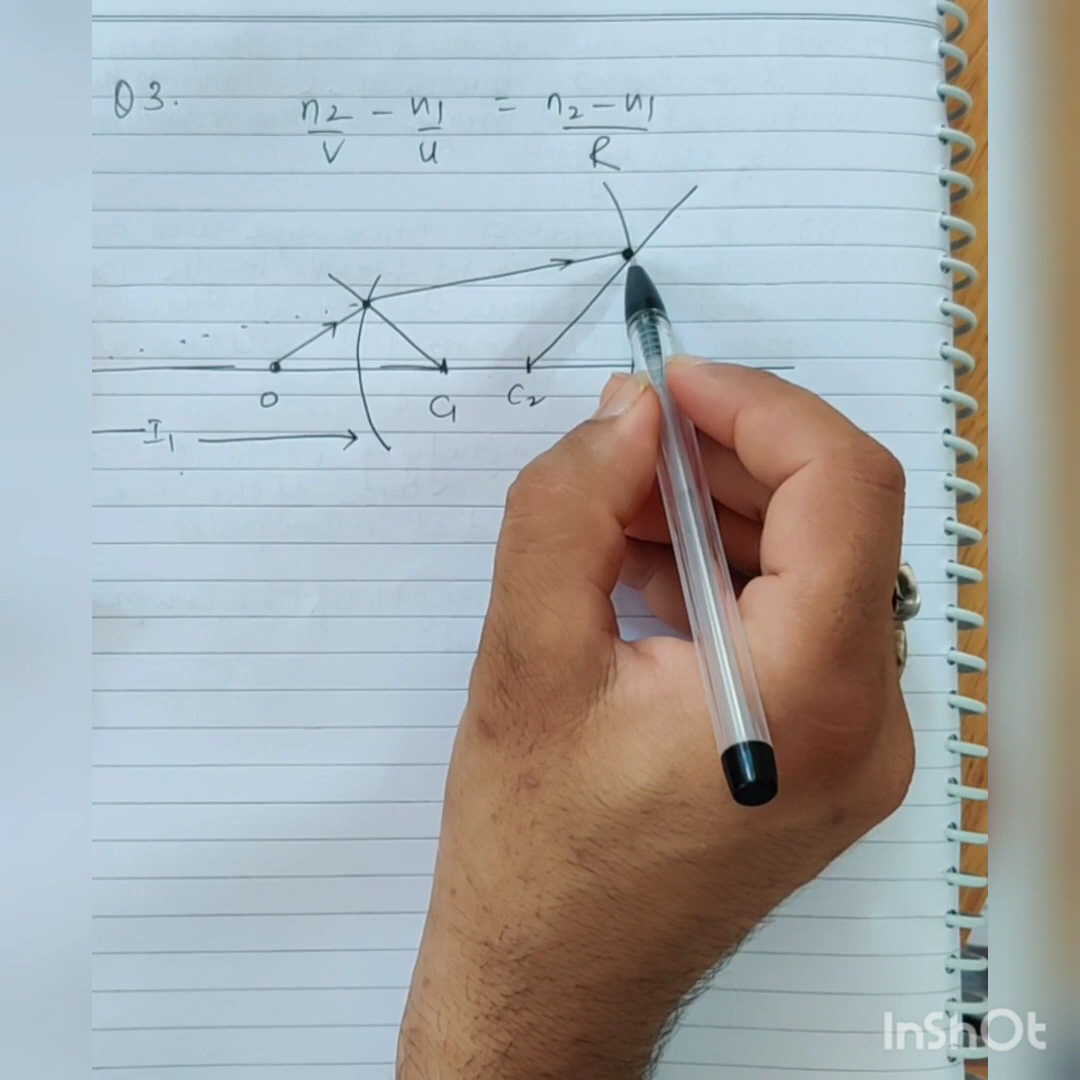 Q3.
n2/v - n1/u = n2 - n1/R
O C1 C2
I1
InShOt